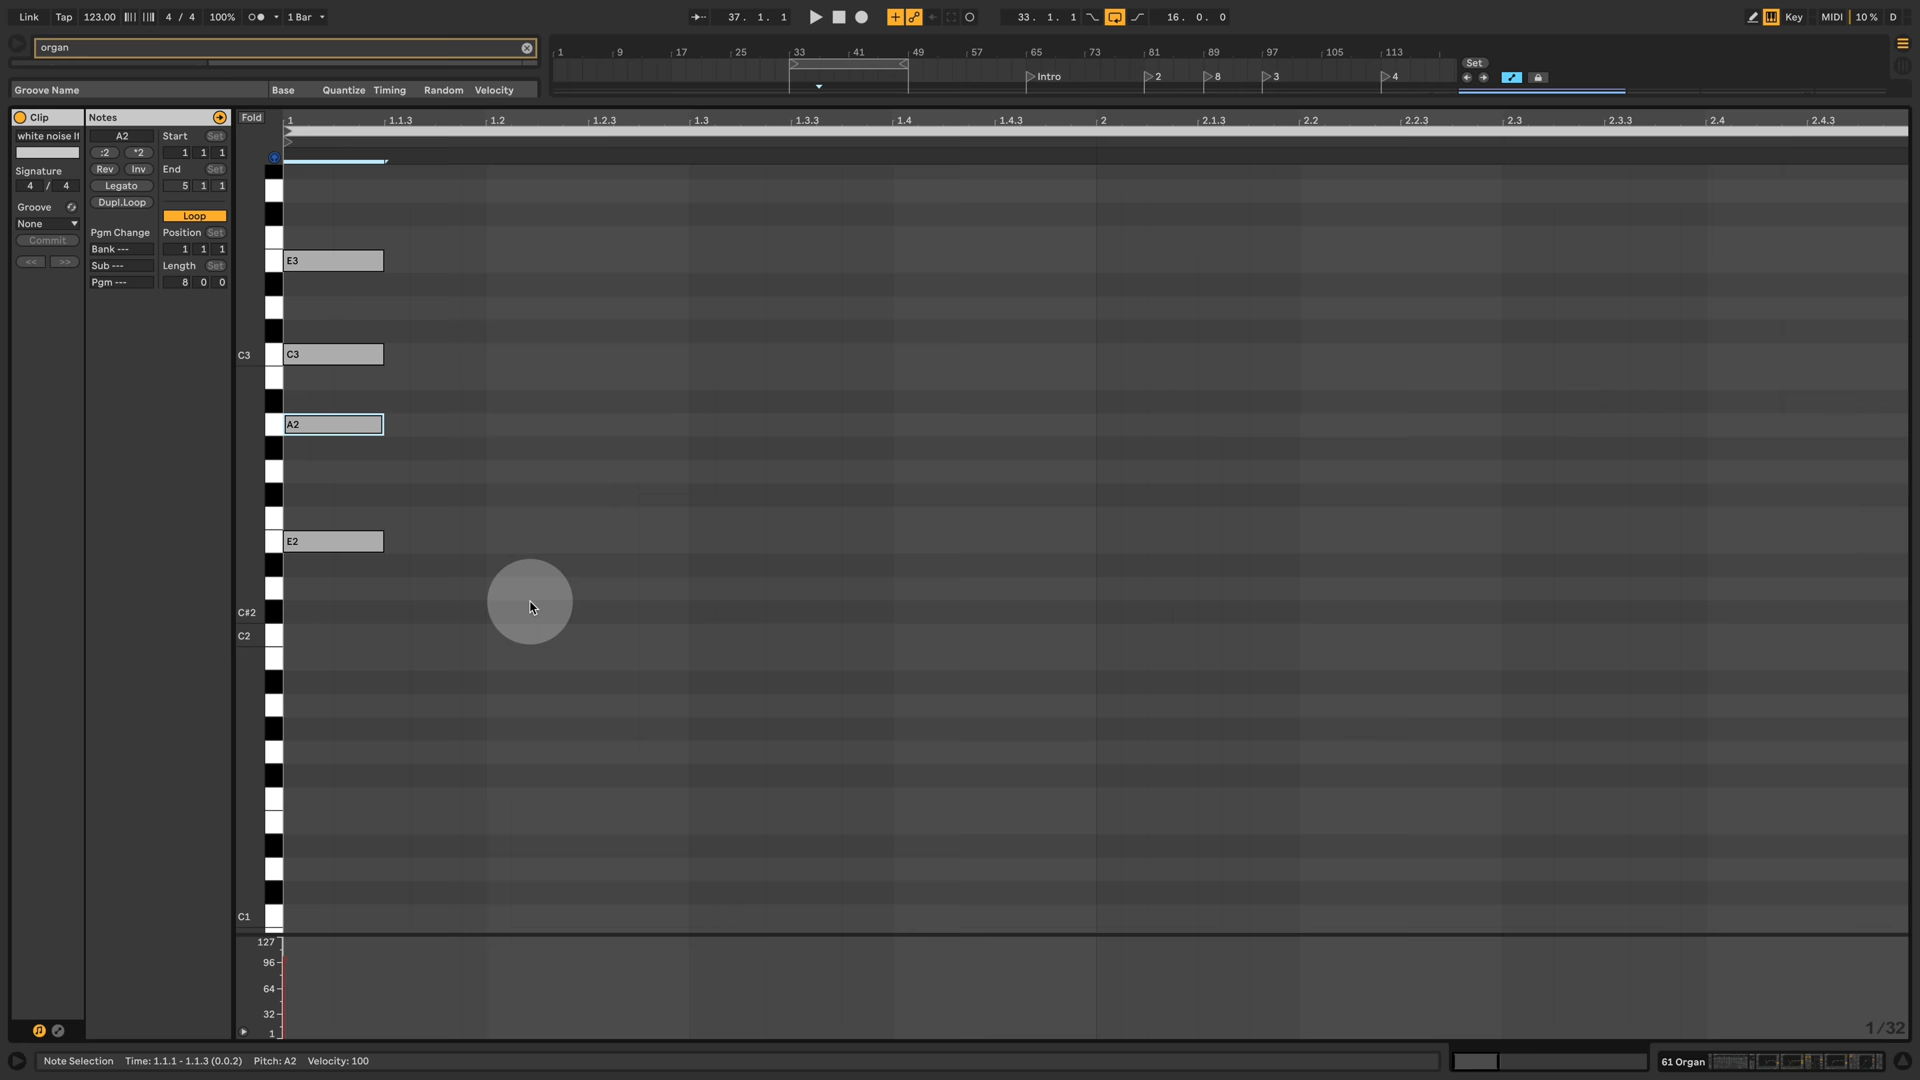 Link Tap 123.00 4 / 4 100% 1 Bar 37. 1. 1 33. 1. 1 16. 0. 0 Key MIDI 10 % D
organ
1 9 17 25 33 41 49 57 65 73 81 89 97 105 113
Set
Intro 2 8 3 4
Groove Name Base Quantize Timing Random Velocity
Clip Notes Fold 1 1.1.3 1.2 1.2.3 1.3 1.3.3 1.4 1.4.3 2 2.1.3 2.2 2.2.3 2.3 2.3.3 2.4 2.4.3
white noise lf A2 Start Set
:2 *2 1 1 1
Signature Rev Inv End Set
4 / 4 Legato 5 1 1
Groove Dupl.Loop
None Loop
Commit Pgm Change Position Set
Bank --- 1 1 1
<< >> Sub --- Length Set
Pgm --- 8 0 0
E3
C3 C3
A2
E2
C#2
C2
C1
127
96
64
32
1
1/32
Note Selection Time: 1.1.1 - 1.1.3 (0.0.2) Pitch: A2 Velocity: 100 61 Organ